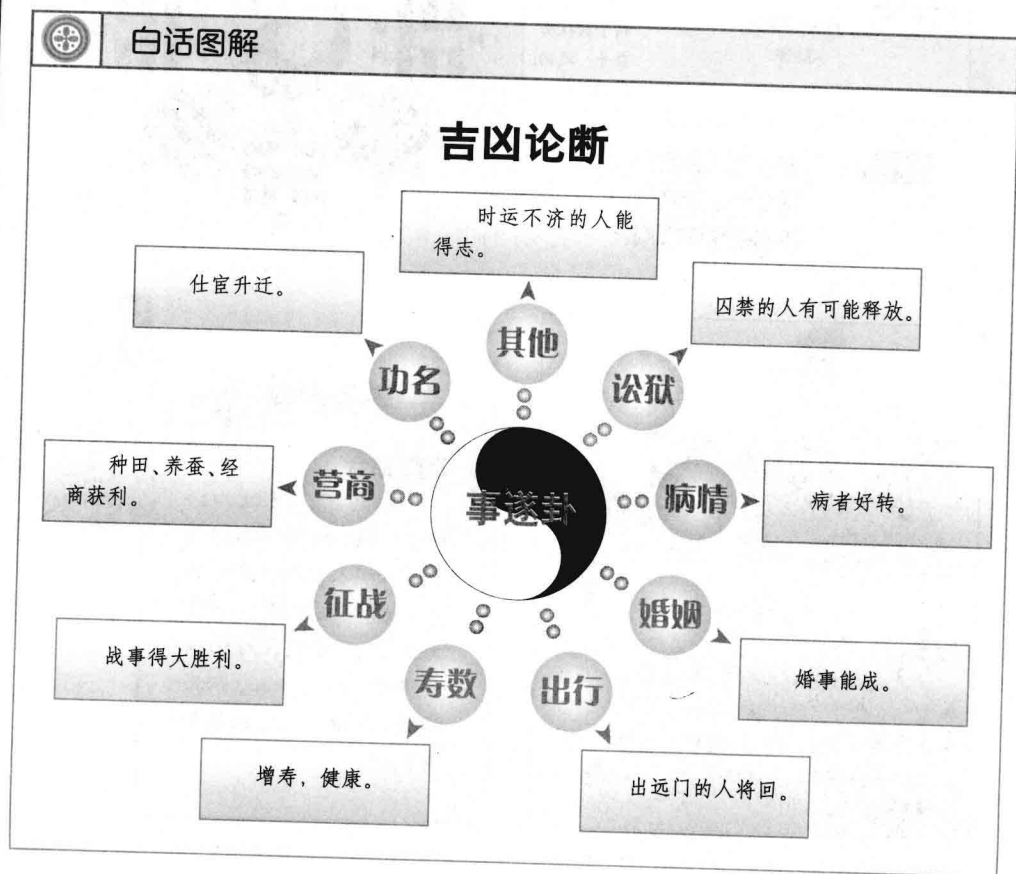 白话图解
吉凶论断
时运不济的人能
得志。
仕宦升迁。
囚禁的人有可能释放。
其他
功名
讼狱
种田、养蚕、经
商获利。
营商
事遂卦
病情
病者好转。
征战
婚姻
战事得大胜利。
寿数
出行
婚事能成。
增寿，健康。
出远门的人将回。